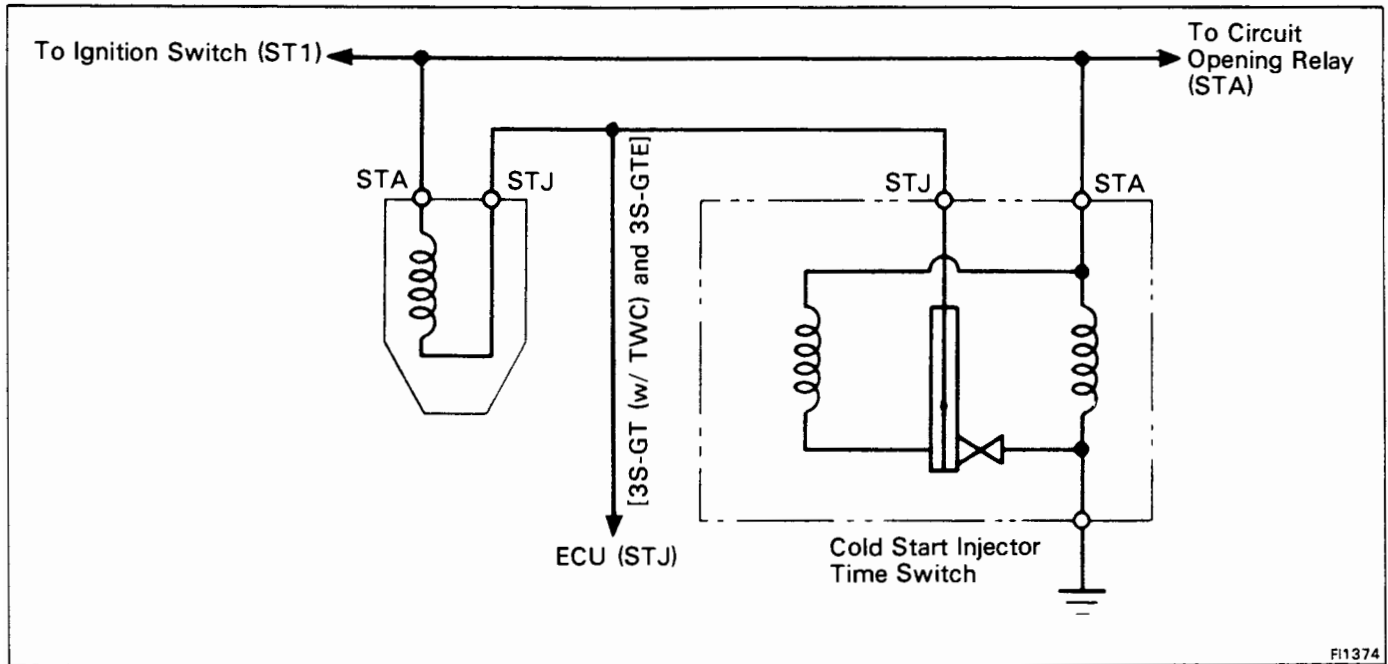 To Ignition Switch (ST1)
To Circuit
Opening Relay
(STA)
STA
STJ
[3S-GT (w/ TWC) and 3S-GTE]
STJ
STA
ECU (STJ)
Cold Start Injector
Time Switch
FI1374